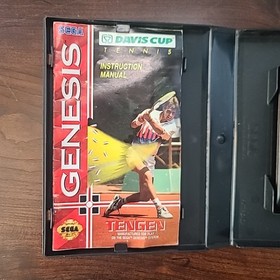 SEGA
GENESIS
SEGA
DAVIS CUP
TENNIS
INSTRUCTION
MANUAL
TENGEN